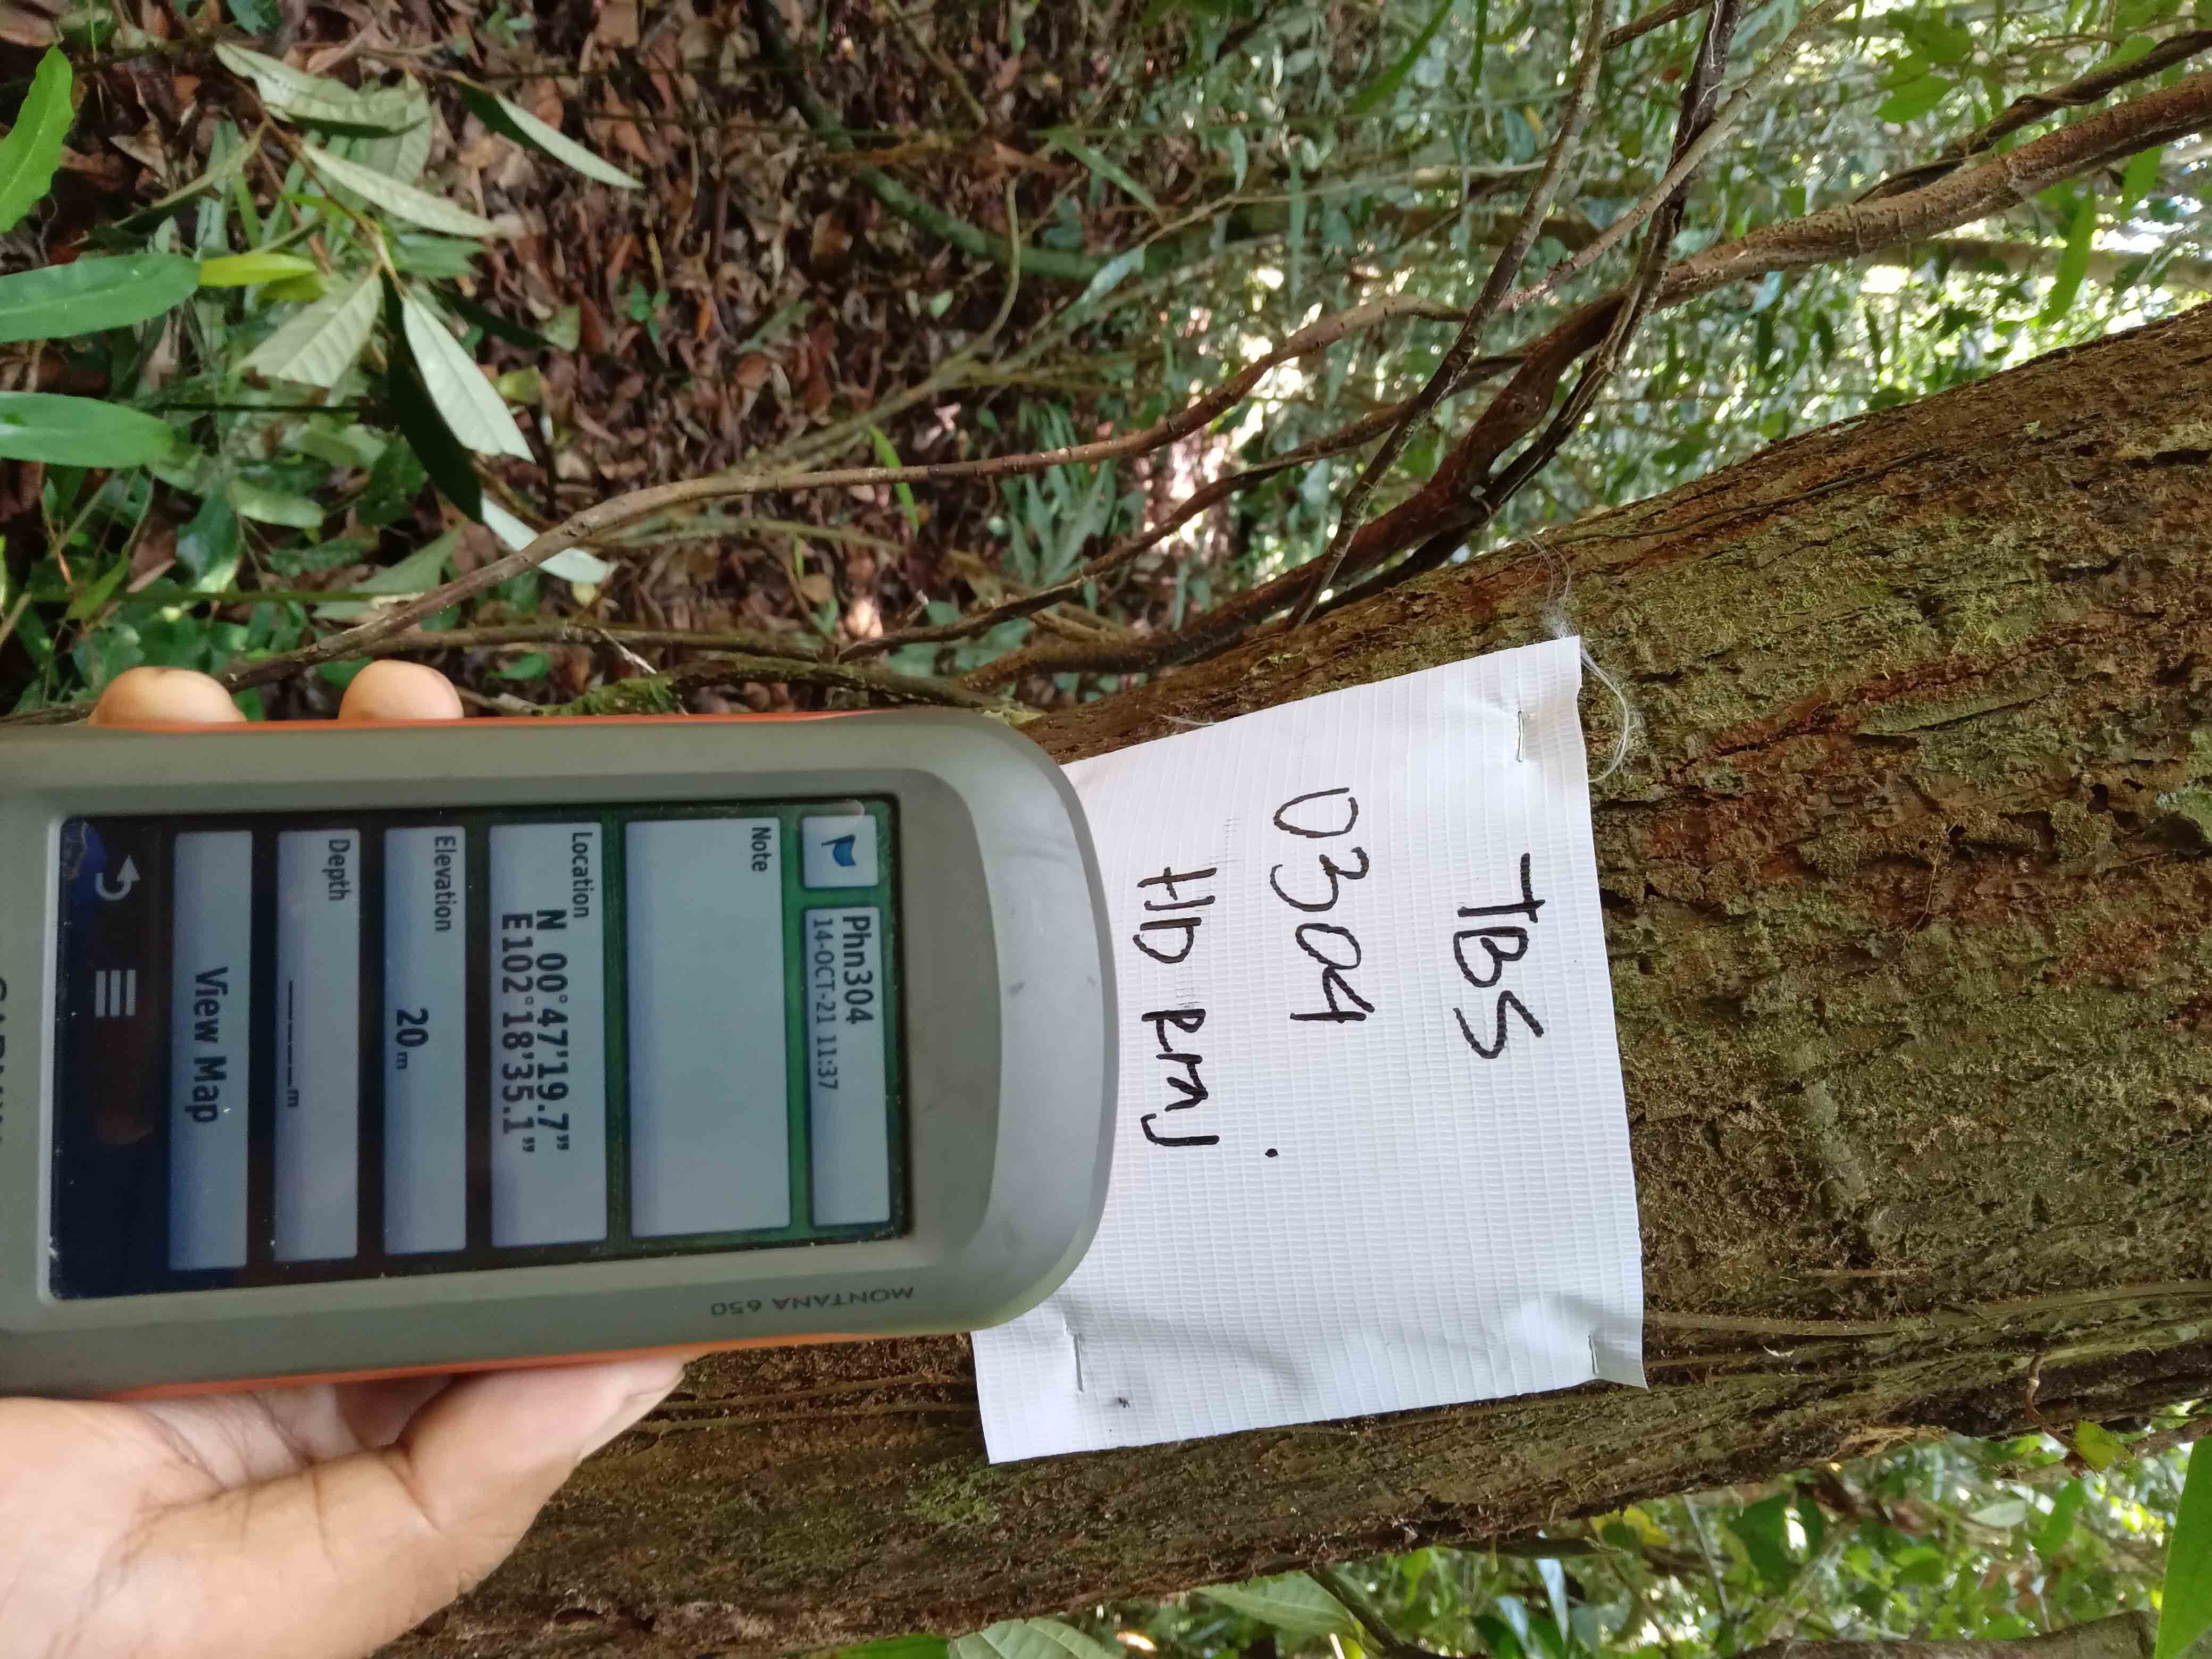 TBS
0304
HD RMJ
MONTANA 650
Phn304
14-OCT-21 11:37
Note
Location
N 00°47'19.7"
E102°18'35.1"
Elevation
20m
Depth
_____m
View Map
GARMIN